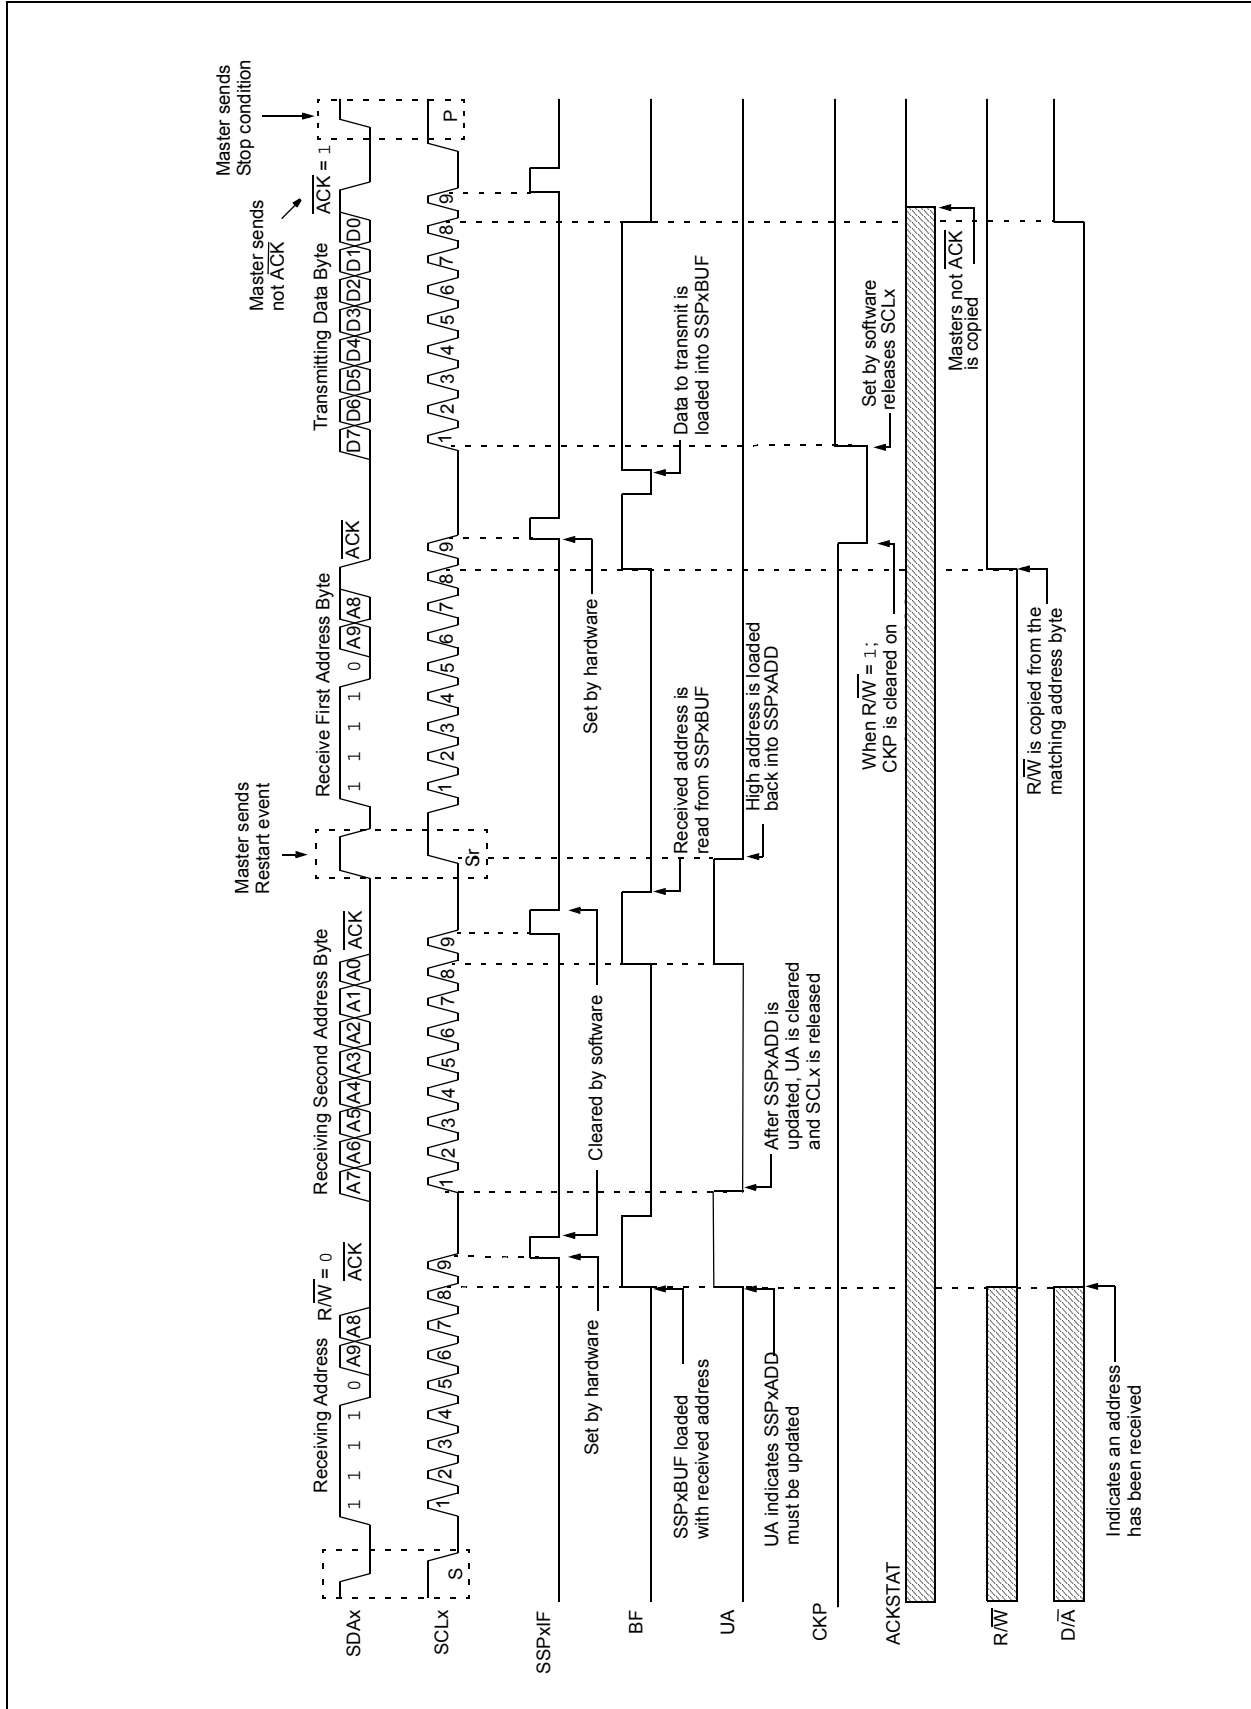 Master sends
Stop condition
Master sends
not ACK
ACK = 1
Master sends
Restart event
Receiving Address
R/W = 0
ACK
Receiving Second Address Byte
ACK
Receive First Address Byte
ACK
Transmitting Data Byte
SDAx
1 1 1 1 0 A9 A8
A7 A6 A5 A4 A3 A2 A1 A0
1 1 1 1 0 A9 A8
D7 D6 D5 D4 D3 D2 D1 D0
SCLx
S
1 2 3 4 5 6 7 8 9
1 2 3 4 5 6 7 8 9
Sr
1 2 3 4 5 6 7 8 9
1 2 3 4 5 6 7 8 9
P
SSPxIF
Set by hardware
Cleared by software
Set by hardware
BF
SSPxBUF loaded
with received address
Received address is
read from SSPxBUF
Data to transmit is
loaded into SSPxBUF
UA
UA indicates SSPxADD
must be updated
After SSPxADD is
updated, UA is cleared
and SCLx is released
High address is loaded
back into SSPxADD
CKP
When R/W = 1;
CKP is cleared on
Set by software
releases SCLx
ACKSTAT
Masters not ACK
is copied
R/W
R/W is copied from the
matching address byte
D/A
Indicates an address
has been received